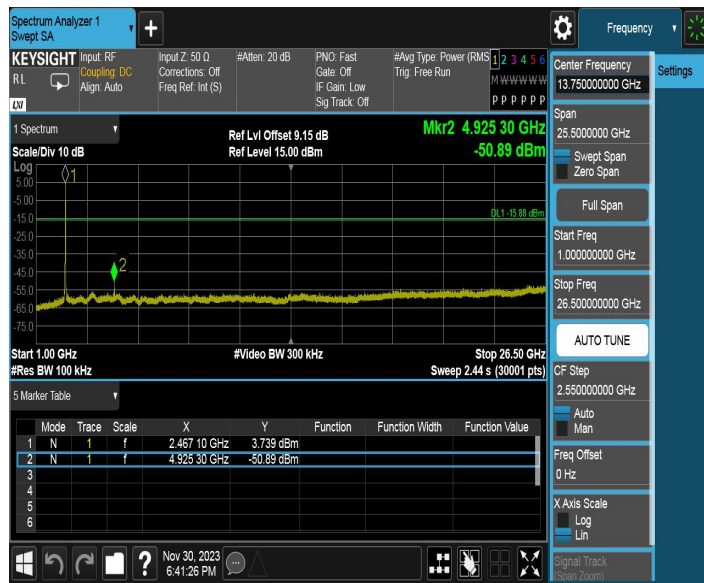 Spectrum Analyzer 1
Swept SA
+
Frequency
KEYSIGHT
RL
LXI
Input: RF
Coupling: DC
Align: Auto
Input Z: 50 Ω
Corrections: Off
Freq Ref: Int (S)
#Atten: 20 dB
PNO: Fast
Gate: Off
IF Gain: Low
Sig Track: Off
#Avg Type: Power (RMS
Trig: Free Run
1 2 3 4 5 6
M W W W W W
P P P P P P
1 Spectrum
Scale/Div 10 dB
Ref Lvl Offset 9.15 dB
Ref Level 15.00 dBm
Mkr2 4.925 30 GHz
-50.89 dBm
Log
5.00
-5.00
-15.0
-25.0
-35.0
-45.0
-55.0
-65.0
-75.0
1
2
DL1 -15.88 dBm
Start 1.00 GHz
#Res BW 100 kHz
#Video BW 300 kHz
Stop 26.50 GHz
Sweep 2.44 s (30001 pts)
5 Marker Table
Mode Trace Scale X Y Function Function Width Function Value
1 N 1 f 2.467 10 GHz 3.739 dBm
2 N 1 f 4.925 30 GHz -50.89 dBm
3
4
5
6
?
Nov 30, 2023
6:41:26 PM
Center Frequency
13.750000000 GHz
Settings
Span
25.5000000 GHz
Swept Span
Zero Span
Full Span
Start Freq
1.000000000 GHz
Stop Freq
26.500000000 GHz
AUTO TUNE
CF Step
2.550000000 GHz
Auto
Man
Freq Offset
0 Hz
X Axis Scale
Log
Lin
Signal Track
(Span Zoom)